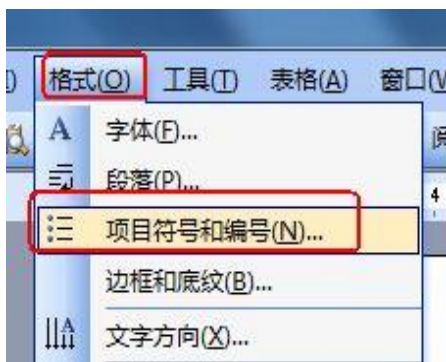 格式(O) 工具(T) 表格(A) 窗口(W
字体(F)...
段落(P)...
4
项目符号和编号(N)...
边框和底纹(B)...
文字方向(X)...